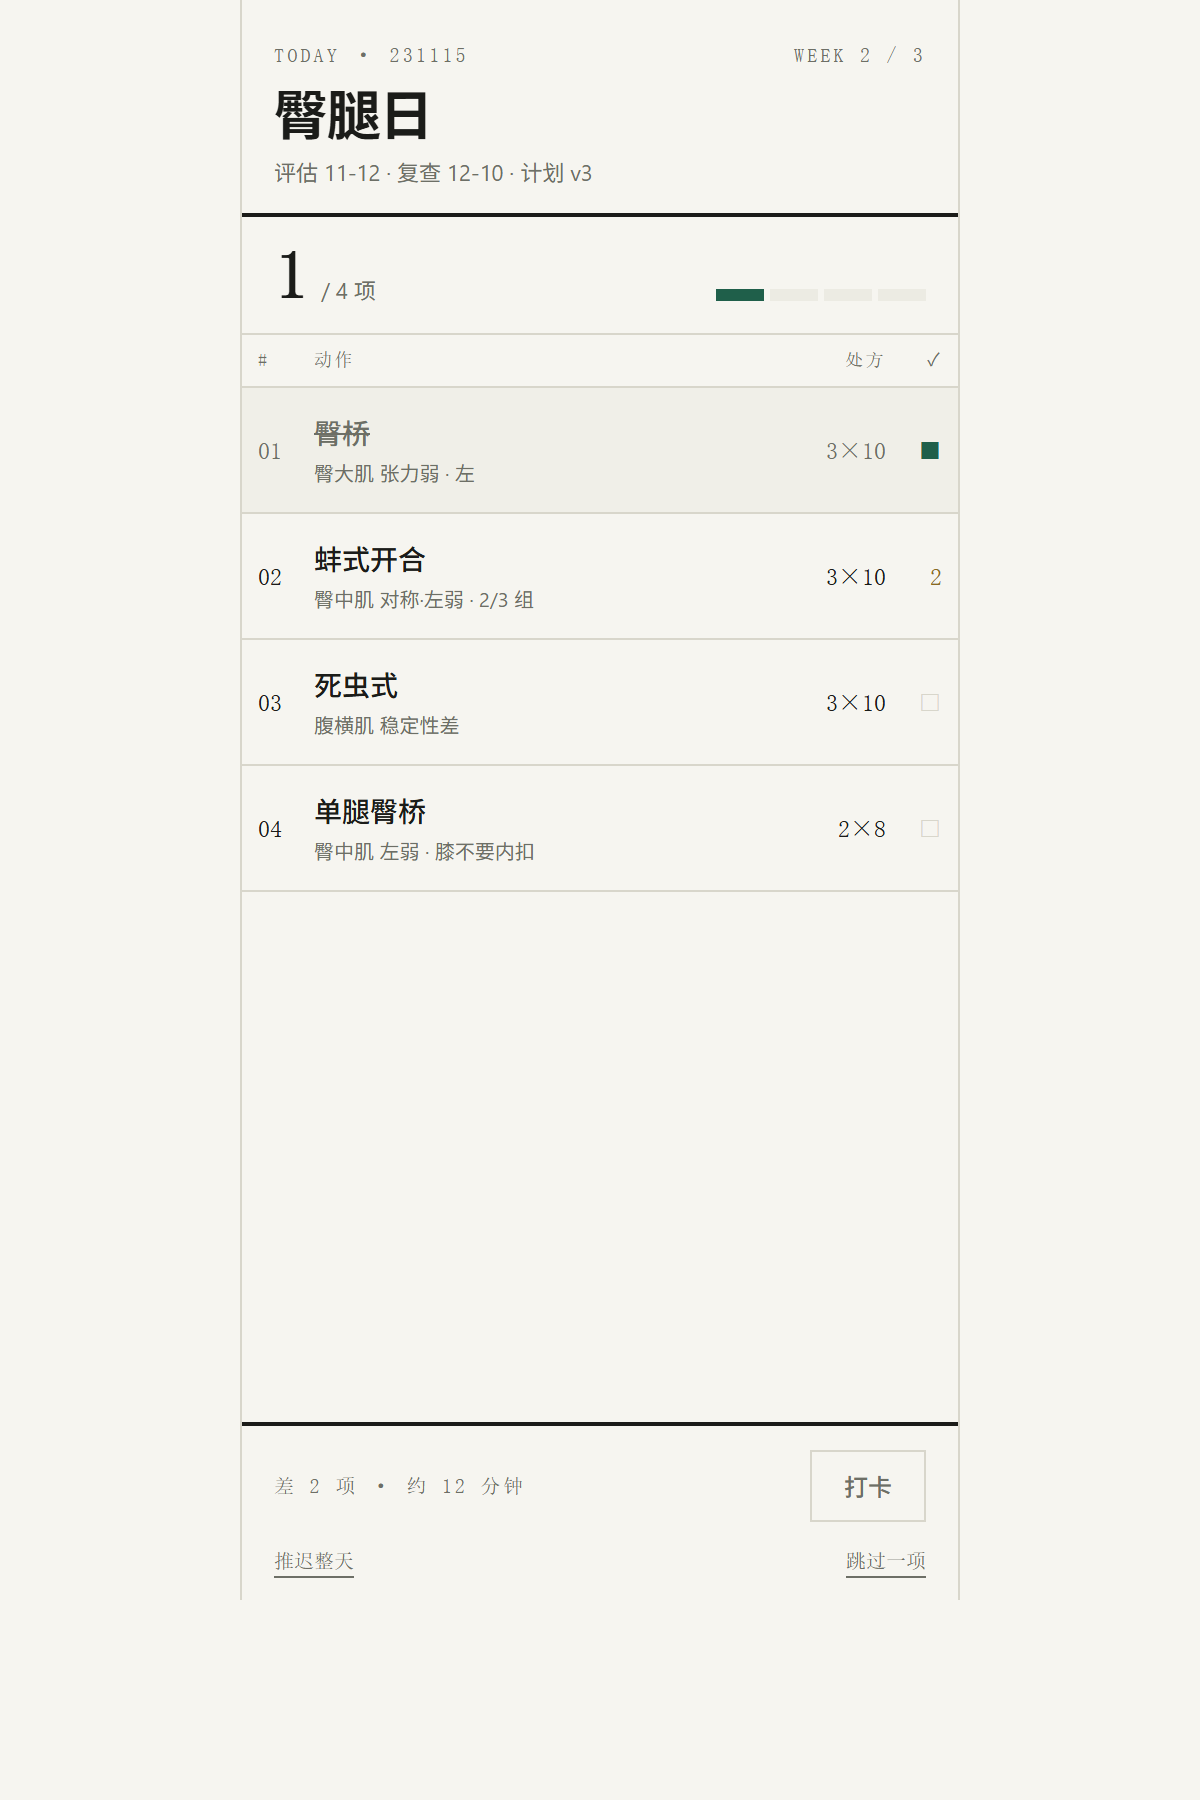 TODAY • 231115
WEEK 2 / 3
臀腿日
评估 11-12 · 复查 12-10 · 计划 v3
1 / 4 项
# 动作 处方 ✓
01 臀桥 3×10 ■
臀大肌 张力弱 · 左
02 蚌式开合 3×10 2
臀中肌 对称·左弱 · 2/3 组
03 死虫式 3×10 □
腹横肌 稳定性差
04 单腿臀桥 2×8 □
臀中肌 左弱 · 膝不要内扣
差 2 项 • 约 12 分钟
打卡
推迟整天
跳过一项